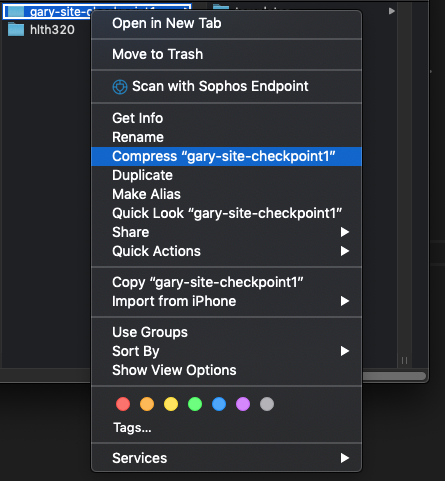 gary-site-checkpoint1
Open in New Tab
hlth320
Move to Trash
Scan with Sophos Endpoint
Get Info
Rename
Compress “gary-site-checkpoint1”
Duplicate
Make Alias
Quick Look “gary-site-checkpoint1”
Share
Quick Actions
Copy “gary-site-checkpoint1”
Import from iPhone
Use Groups
Sort By
Show View Options
Tags...
Services